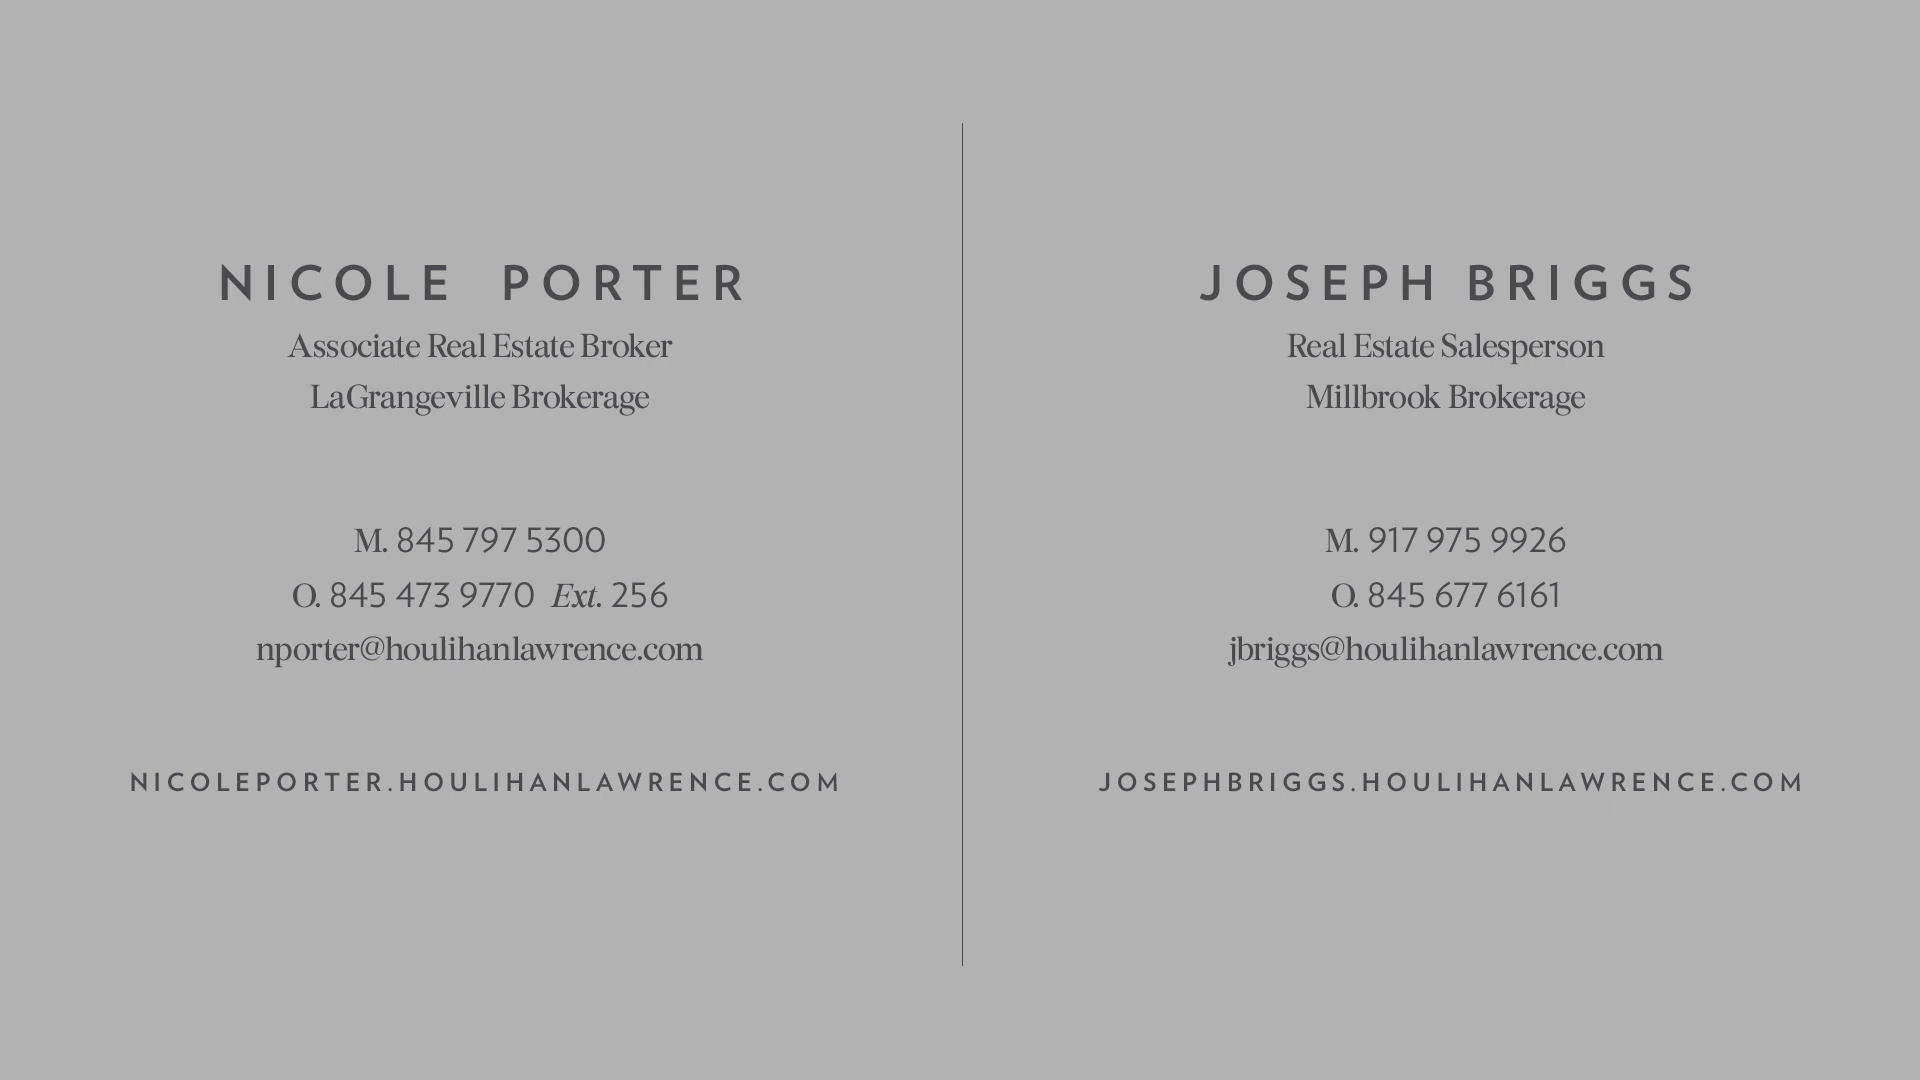 NICOLE PORTER
Associate Real Estate Broker
LaGrangeville Brokerage
M. 845 797 5300
O. 845 473 9770 Ext. 256
nporter@houlihanlawrence.com
NICOLEPORTER.HOULIHANLAWRENCE.COM
JOSEPH BRIGGS
Real Estate Salesperson
Millbrook Brokerage
M. 917 975 9926
O. 845 677 6161
jbriggs@houlihanlawrence.com
JOSEPHBRIGGS.HOULIHANLAWRENCE.COM